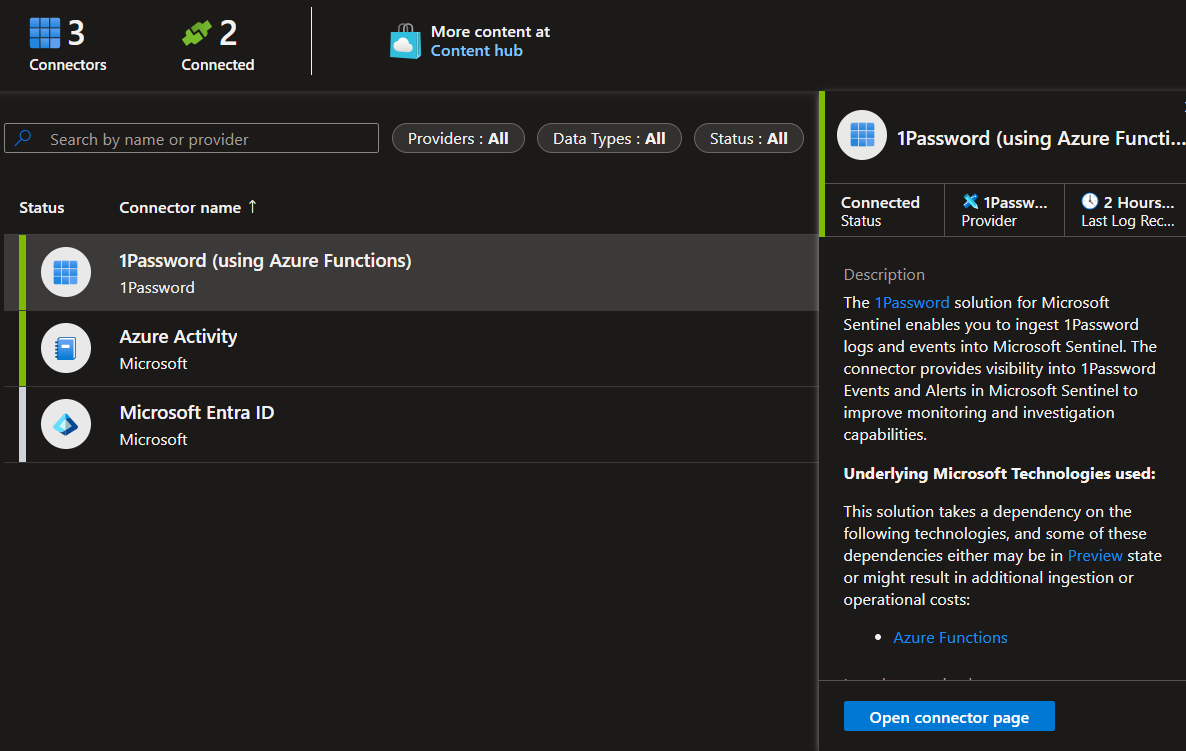 3
Connectors
2
Connected
More content at
Content hub
Search by name or provider
Providers : All
Data Types : All
Status : All
Status
Connector name ↑
1Password (using Azure Functions)
1Password
Azure Activity
Microsoft
Microsoft Entra ID
Microsoft
1Password (using Azure Functi...
Connected
Status
1Passw...
Provider
2 Hours...
Last Log Rec...
Description
The 1Password solution for Microsoft
Sentinel enables you to ingest 1Password
logs and events into Microsoft Sentinel. The
connector provides visibility into 1Password
Events and Alerts in Microsoft Sentinel to
improve monitoring and investigation
capabilities.
Underlying Microsoft Technologies used:
This solution takes a dependency on the
following technologies, and some of these
dependencies either may be in Preview state
or might result in additional ingestion or
operational costs:
• Azure Functions
Open connector page